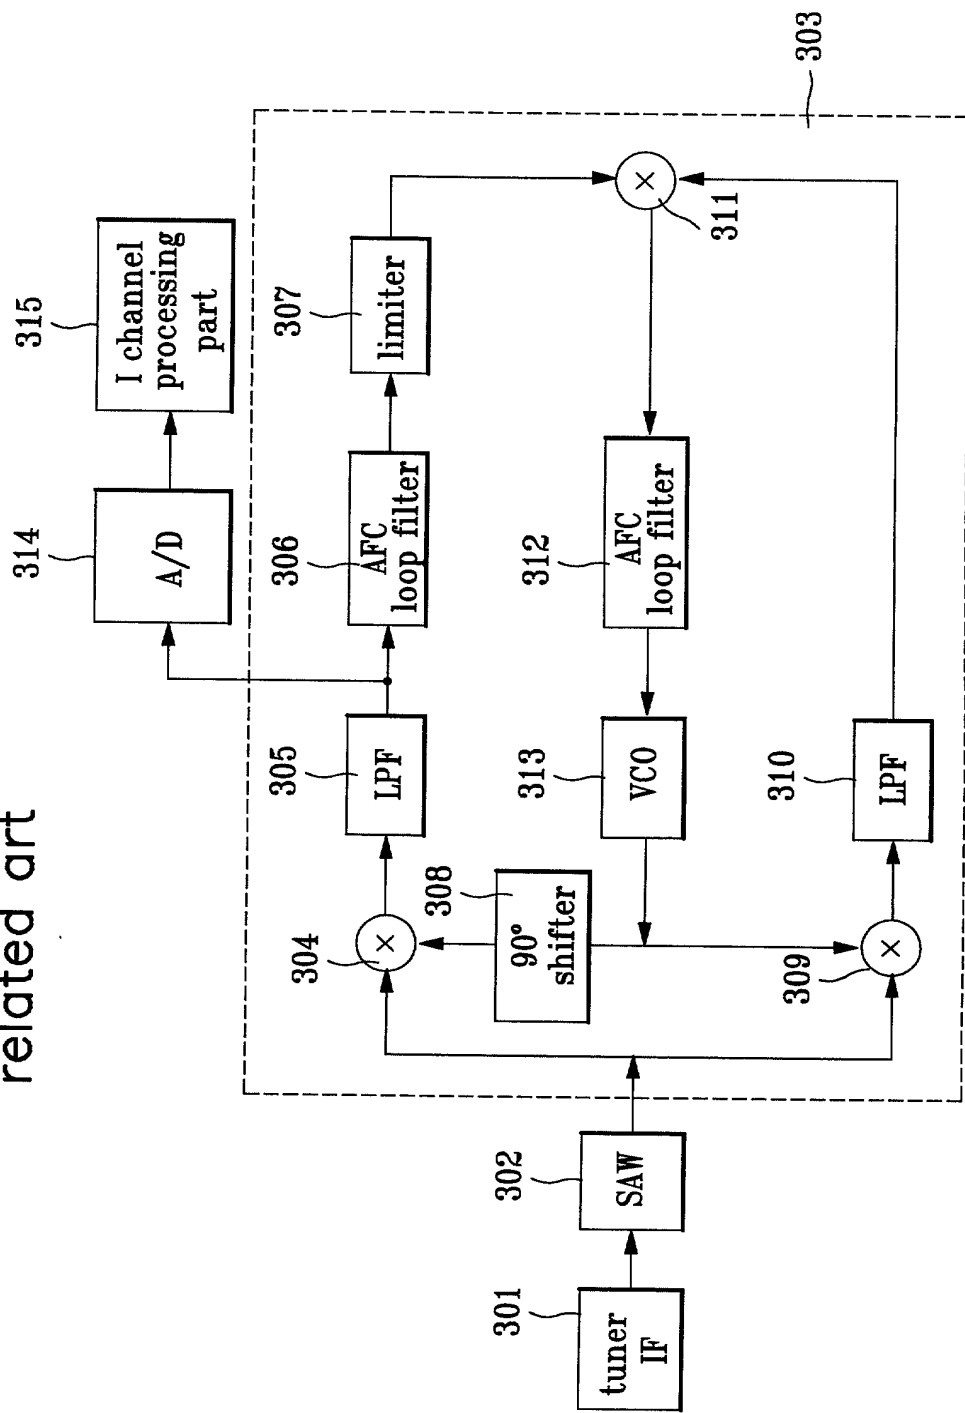 related art
301
tuner
IF
302
SAW
303
304
×
305
LPF
306
AFC
loop filter
307
limiter
308
90°
shifter
309
×
310
LPF
311
×
312
AFC
loop filter
313
VCO
314
A/D
315
I channel
processing
part